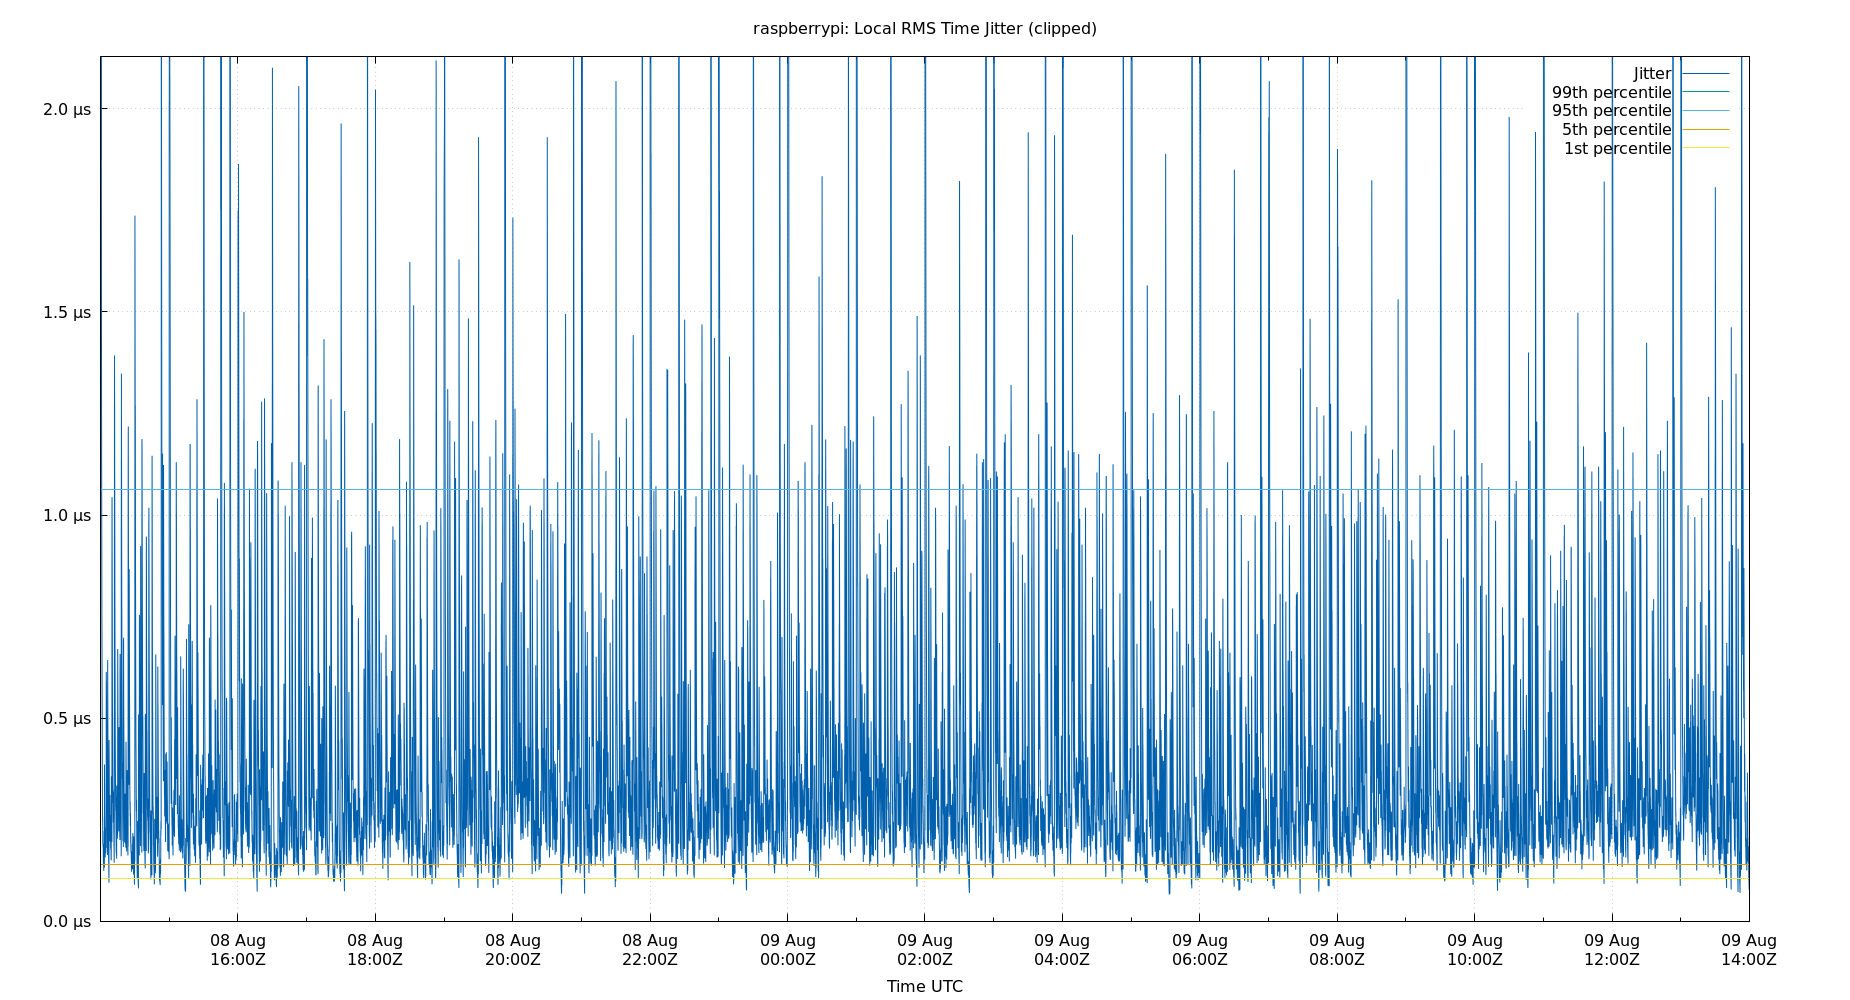 raspberrypi: Local RMS Time Jitter (clipped)
Jitter
99th percentile
95th percentile
5th percentile
1st percentile
2.0 µs
1.5 µs
1.0 µs
0.5 µs
0.0 µs
08 Aug 08 Aug 08 Aug 08 Aug 09 Aug 09 Aug 09 Aug 09 Aug 09 Aug 09 Aug 09 Aug 09 Aug
16:00Z 18:00Z 20:00Z 22:00Z 00:00Z 02:00Z 04:00Z 06:00Z 08:00Z 10:00Z 12:00Z 14:00Z
Time UTC